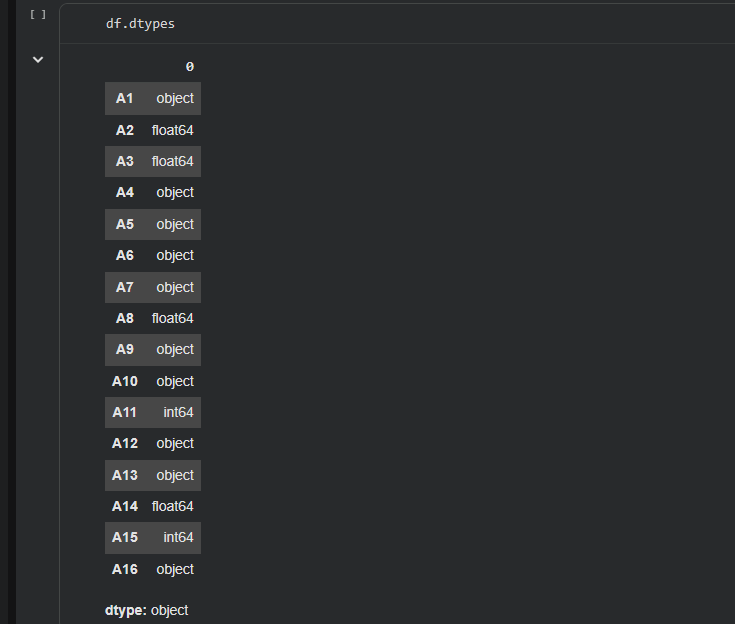 [ ]
df.dtypes
0
A1 object
A2 float64
A3 float64
A4 object
A5 object
A6 object
A7 object
A8 float64
A9 object
A10 object
A11 int64
A12 object
A13 object
A14 float64
A15 int64
A16 object
dtype: object